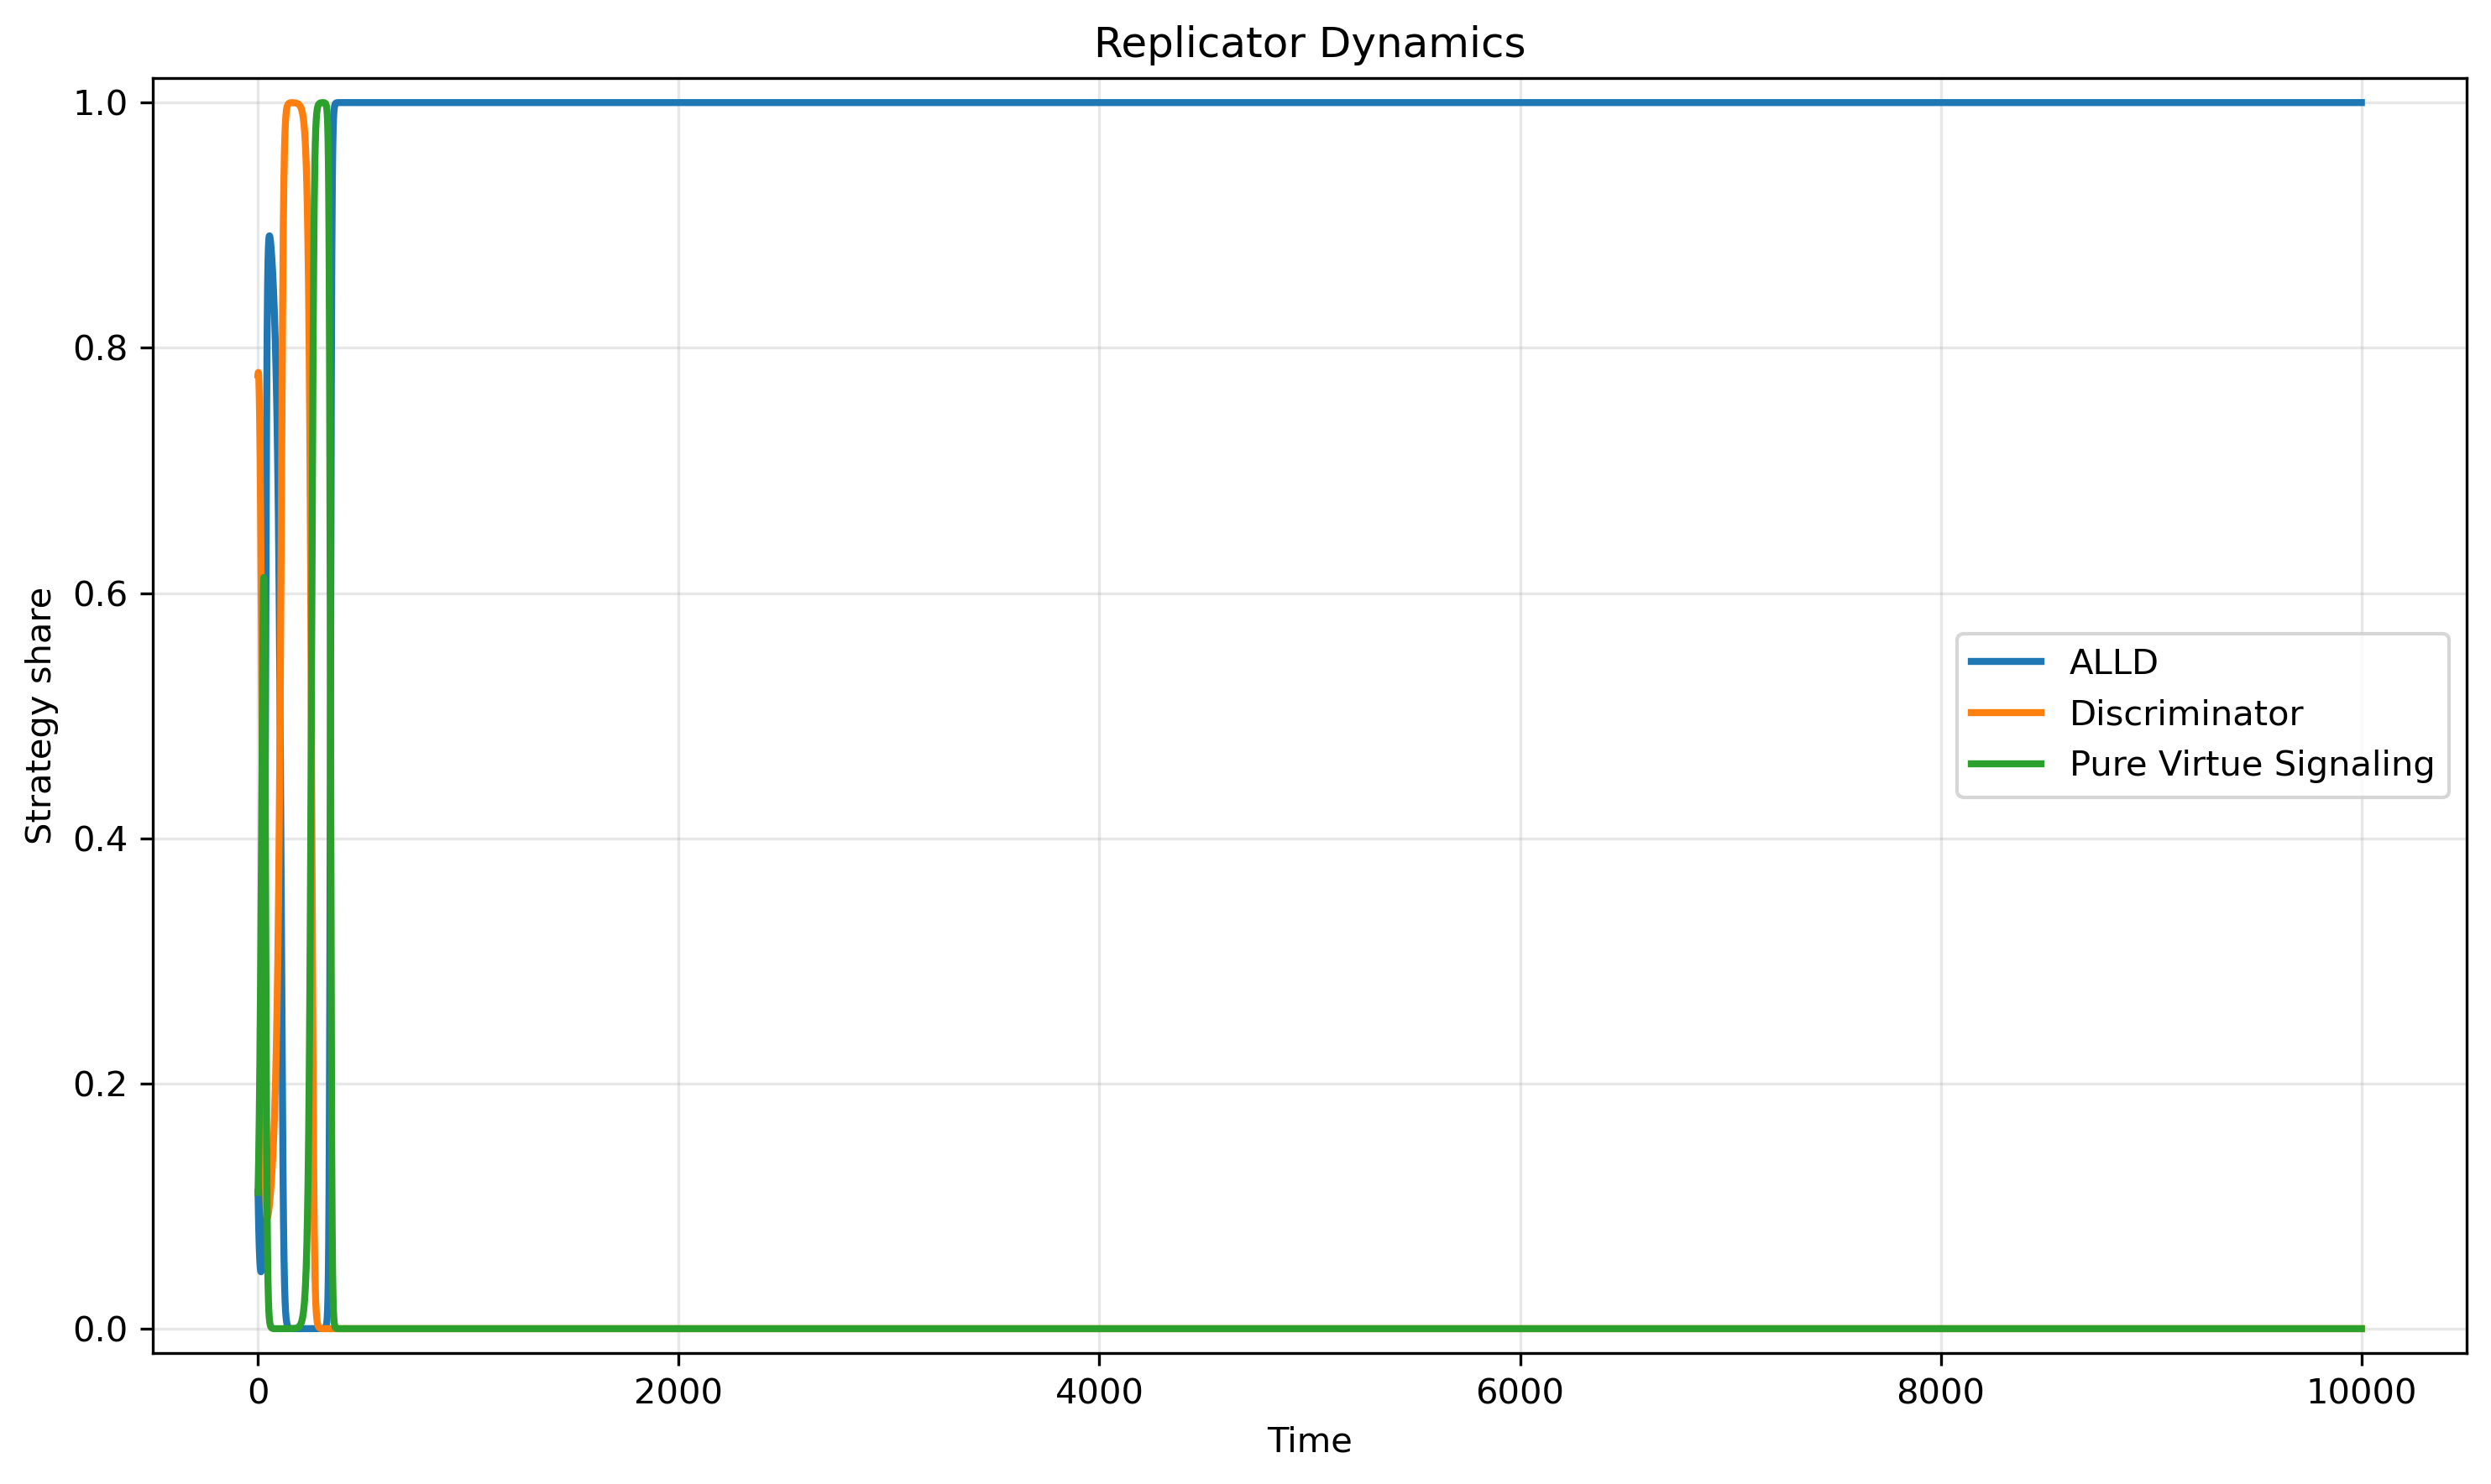 Replicator Dynamics
Strategy share
1.0
0.8
0.6
0.4
0.2
0.0
ALLD
Discriminator
Pure Virtue Signaling
0 2000 4000 6000 8000 10000
Time